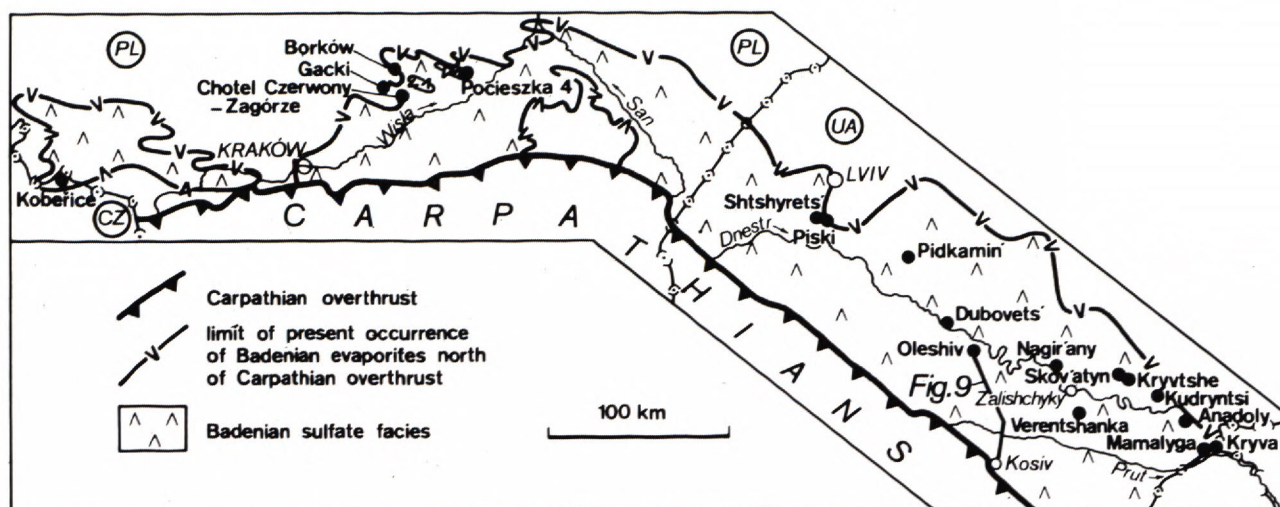 PL
PL
UA
CZ
Borków
Gacki
Chotel Czerwony
-Zagórze
Pocieszka 4
Wisła
San
KRAKÓW
Kobeřice
CARPATHIANS
LVIV
Shtshyrets'
Piski
Dnestr
Pidkamin'
Dubovets'
Oleshiv
Nagir'any
Skov'atyn
Kryvtshe
Zalishchyky
Kudryntsi
Fig.9
Anadoly
Verentshanka
Mamalyga
Kryva
Kosiv
Prut
Carpathian overthrust
limit of present occurrence
of Badenian evaporites north
of Carpathian overthrust
Badenian sulfate facies
100 km